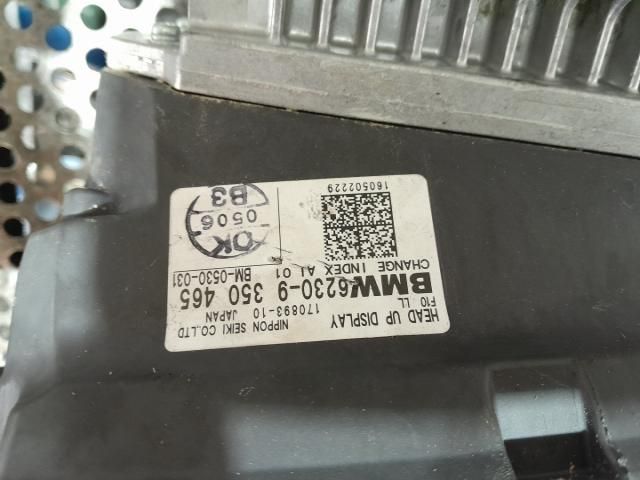 HEAD UP DISPLAY
F10 LL
BMW 6230-9 350 465
CHANGE INDEX AI 01
BM-0530-031
170893-10
JAPAN
NIPPON SEIKI CO.,LTD
160502229
OK
0506
B3